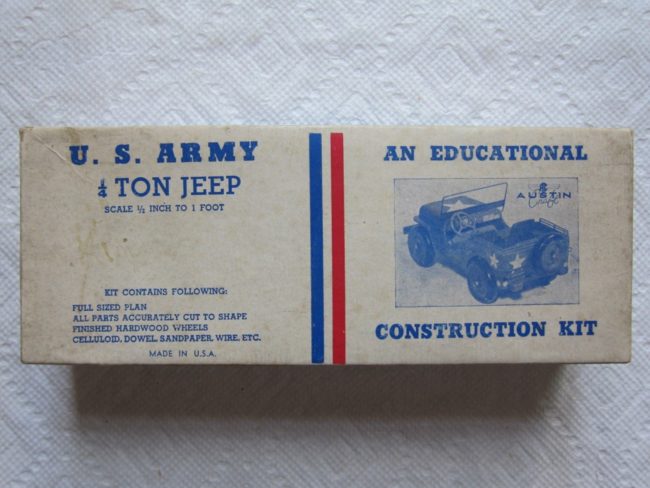 U. S. ARMY
1/4 TON JEEP
SCALE 1/2 INCH TO 1 FOOT
KIT CONTAINS FOLLOWING:
FULL SIZED PLAN
ALL PARTS ACCURATELY CUT TO SHAPE
FINISHED HARDWOOD WHEELS
CELLULOID, DOWEL, SANDPAPER, WIRE, ETC.
MADE IN U.S.A.
AN EDUCATIONAL
AUSTIN
Craft
CONSTRUCTION KIT